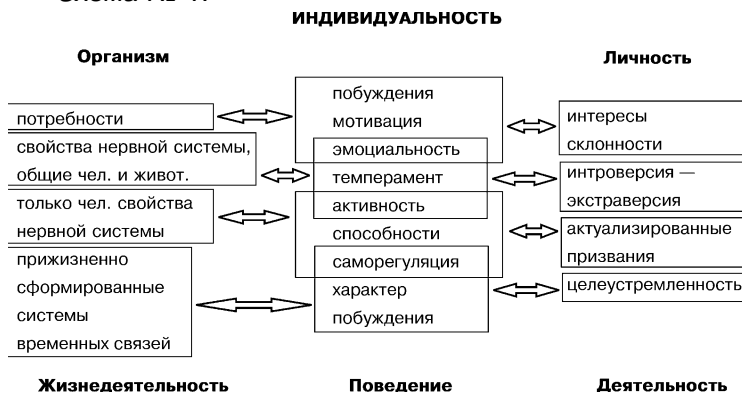 ИНДИВИДУАЛЬНОСТЬ
Организм
Личность
потребности
свойства нервной системы,
общие чел. и живот.
только чел. свойства
нервной системы
прижизненно
сформированные
системы
временных связей
побуждения
мотивация
эмоциальность
темперамент
активность
способности
саморегуляция
характер
побуждения
интересы
склонности
интроверсия —
экстраверсия
актуализированные
призвания
целеустремленность
Жизнедеятельность
Поведение
Деятельность